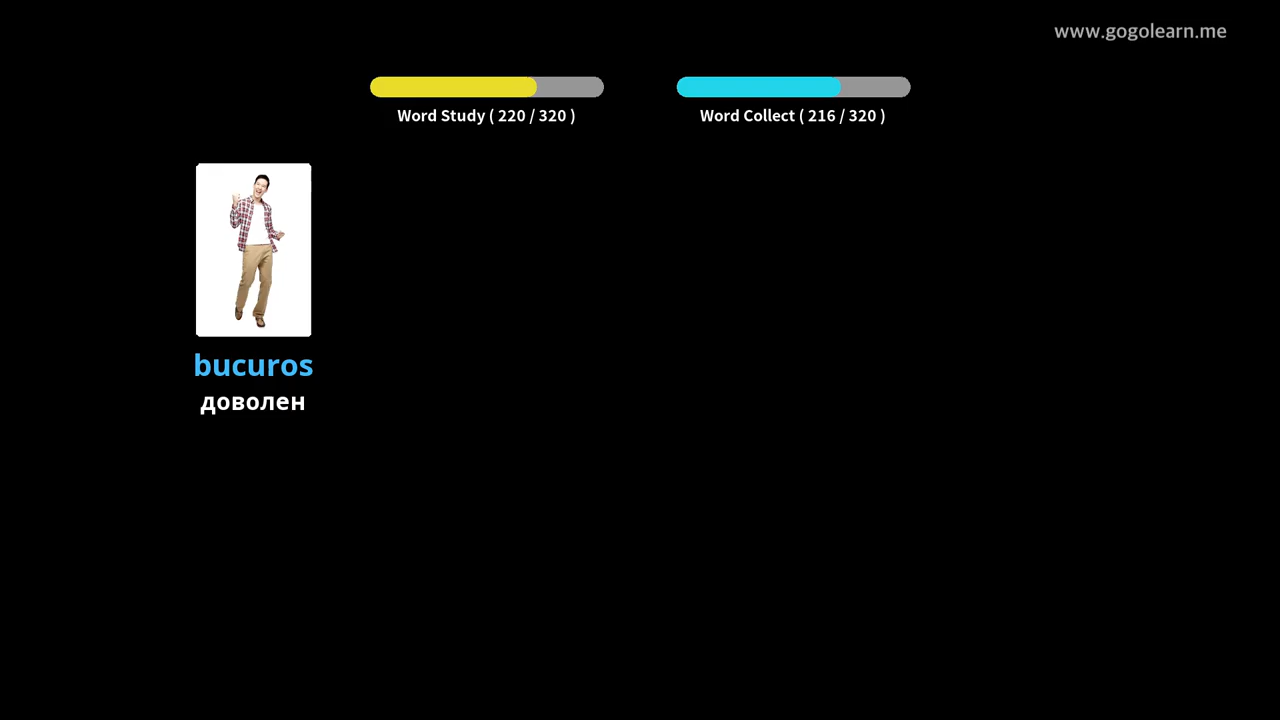 www.gogolearn.me
Word Study ( 220 / 320 )
Word Collect ( 216 / 320 )
bucuros
доволен